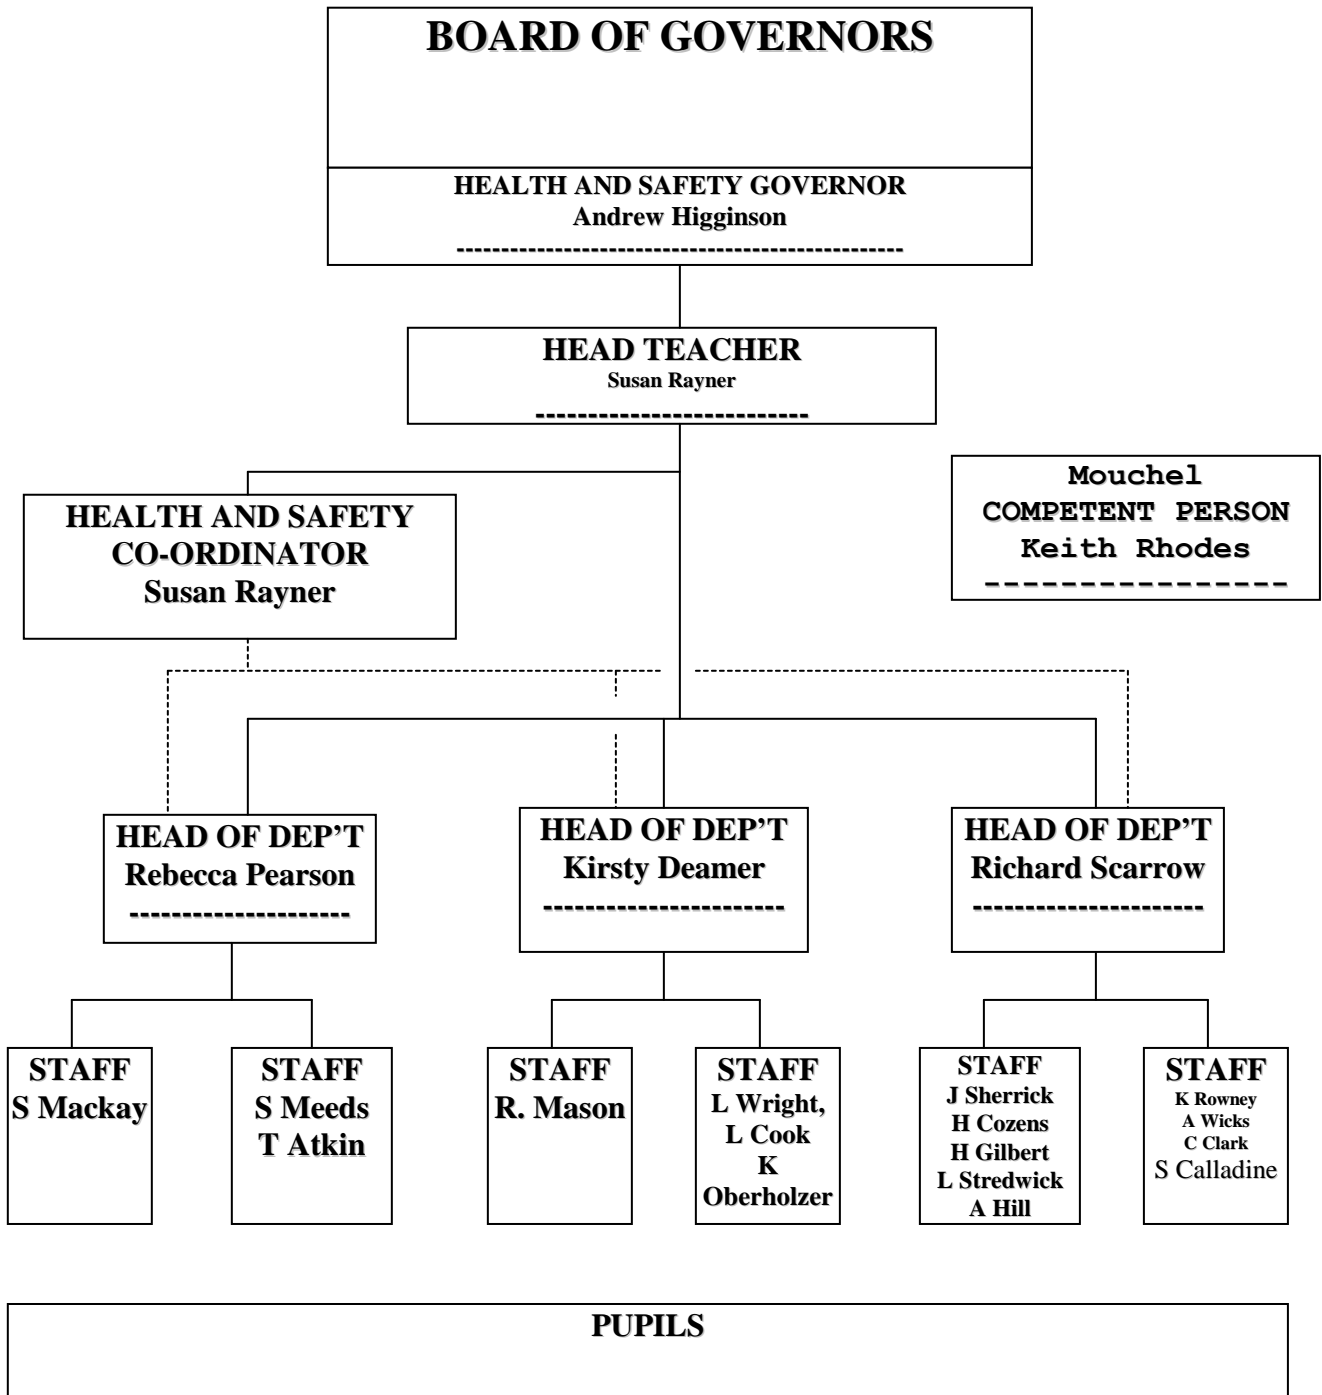 BOARD OF GOVERNORS
HEALTH AND SAFETY GOVERNOR
Andrew Higginson
HEAD TEACHER
Susan Rayner
Mouchel
COMPETENT PERSON
Keith Rhodes
HEALTH AND SAFETY
CO-ORDINATOR
Susan Rayner
HEAD OF DEP’T
Rebecca Pearson
HEAD OF DEP’T
Kirsty Deamer
HEAD OF DEP’T
Richard Scarrow
STAFF
S Mackay
STAFF
S Meeds
T Atkin
STAFF
R. Mason
STAFF
L Wright,
L Cook
K
Oberholzer
STAFF
J Sherrick
H Cozens
H Gilbert
L Stredwick
A Hill
STAFF
K Rowney
A Wicks
C Clark
S Calladine
PUPILS